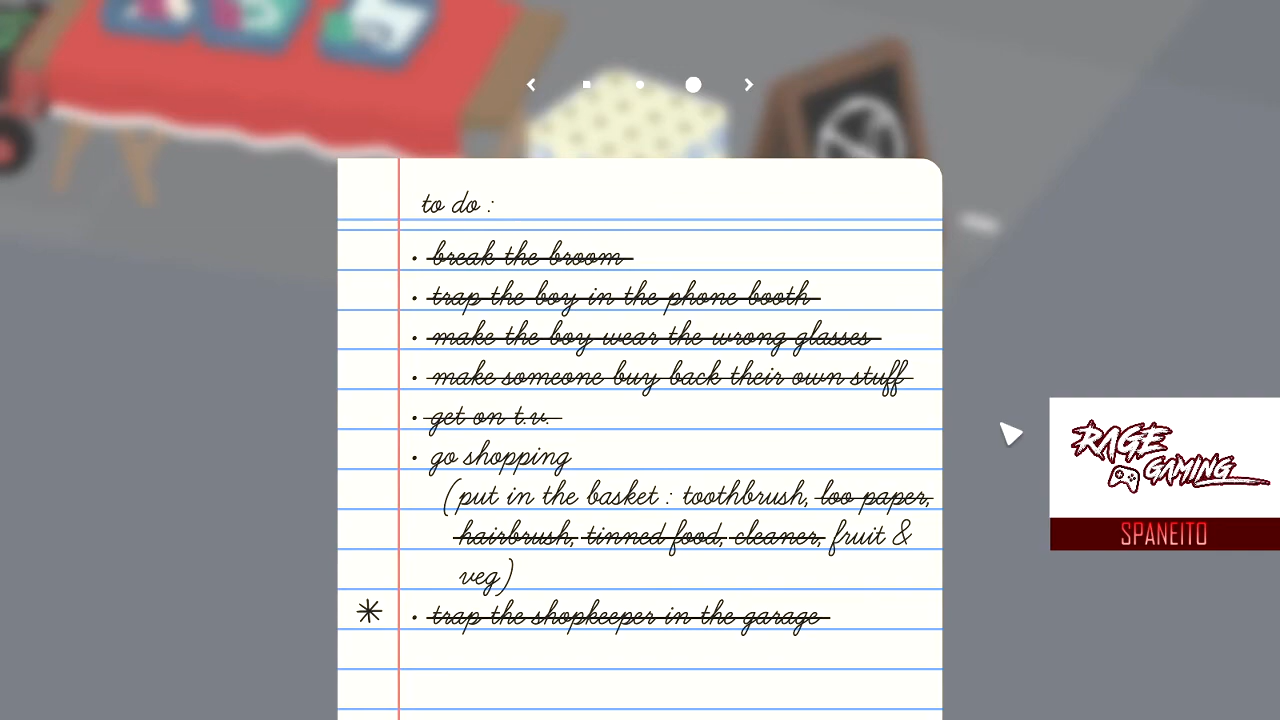 to do :
• break the broom
• trap the boy in the phone booth
• make the boy wear the wrong glasses
• make someone buy back their own stuff
• get on t.v.
• go shopping
(put in the basket : toothbrush, loo paper,
hairbrush, tinned food, cleaner, fruit &
veg)
• trap the shopkeeper in the garage
RAGE
GAMING
SPANEITO